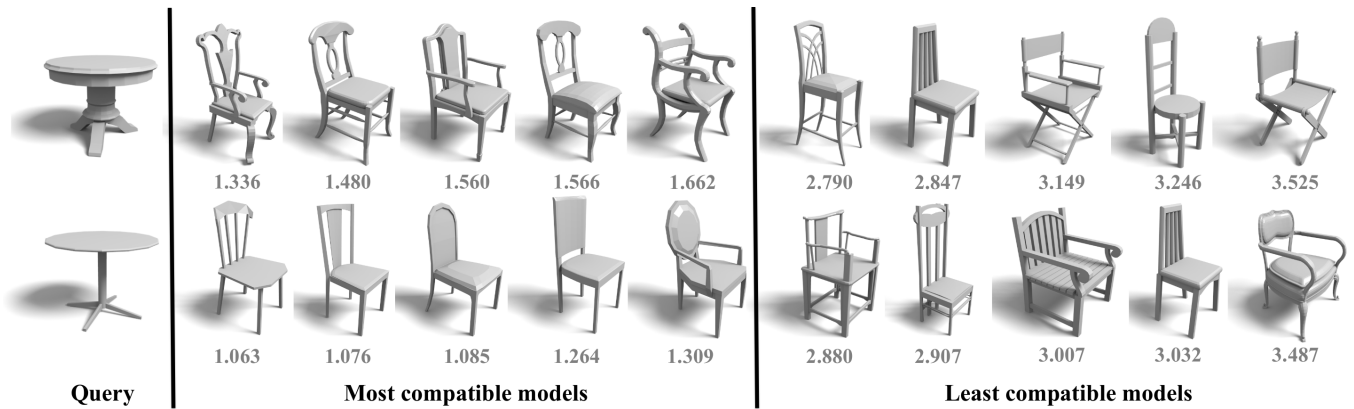 1.336 1.480 1.560 1.566 1.662 2.790 2.847 3.149 3.246 3.525
1.063 1.076 1.085 1.264 1.309 2.880 2.907 3.007 3.032 3.487
Query Most compatible models Least compatible models